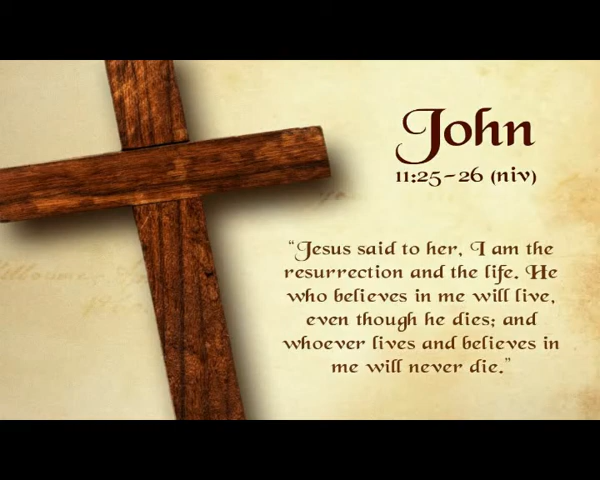 John
11:25-26 (niv)
"Jesus said to her, I am the
resurrection and the life. He
who believes in me will live,
even though he dies; and
whoever lives and believes in
me will never die."